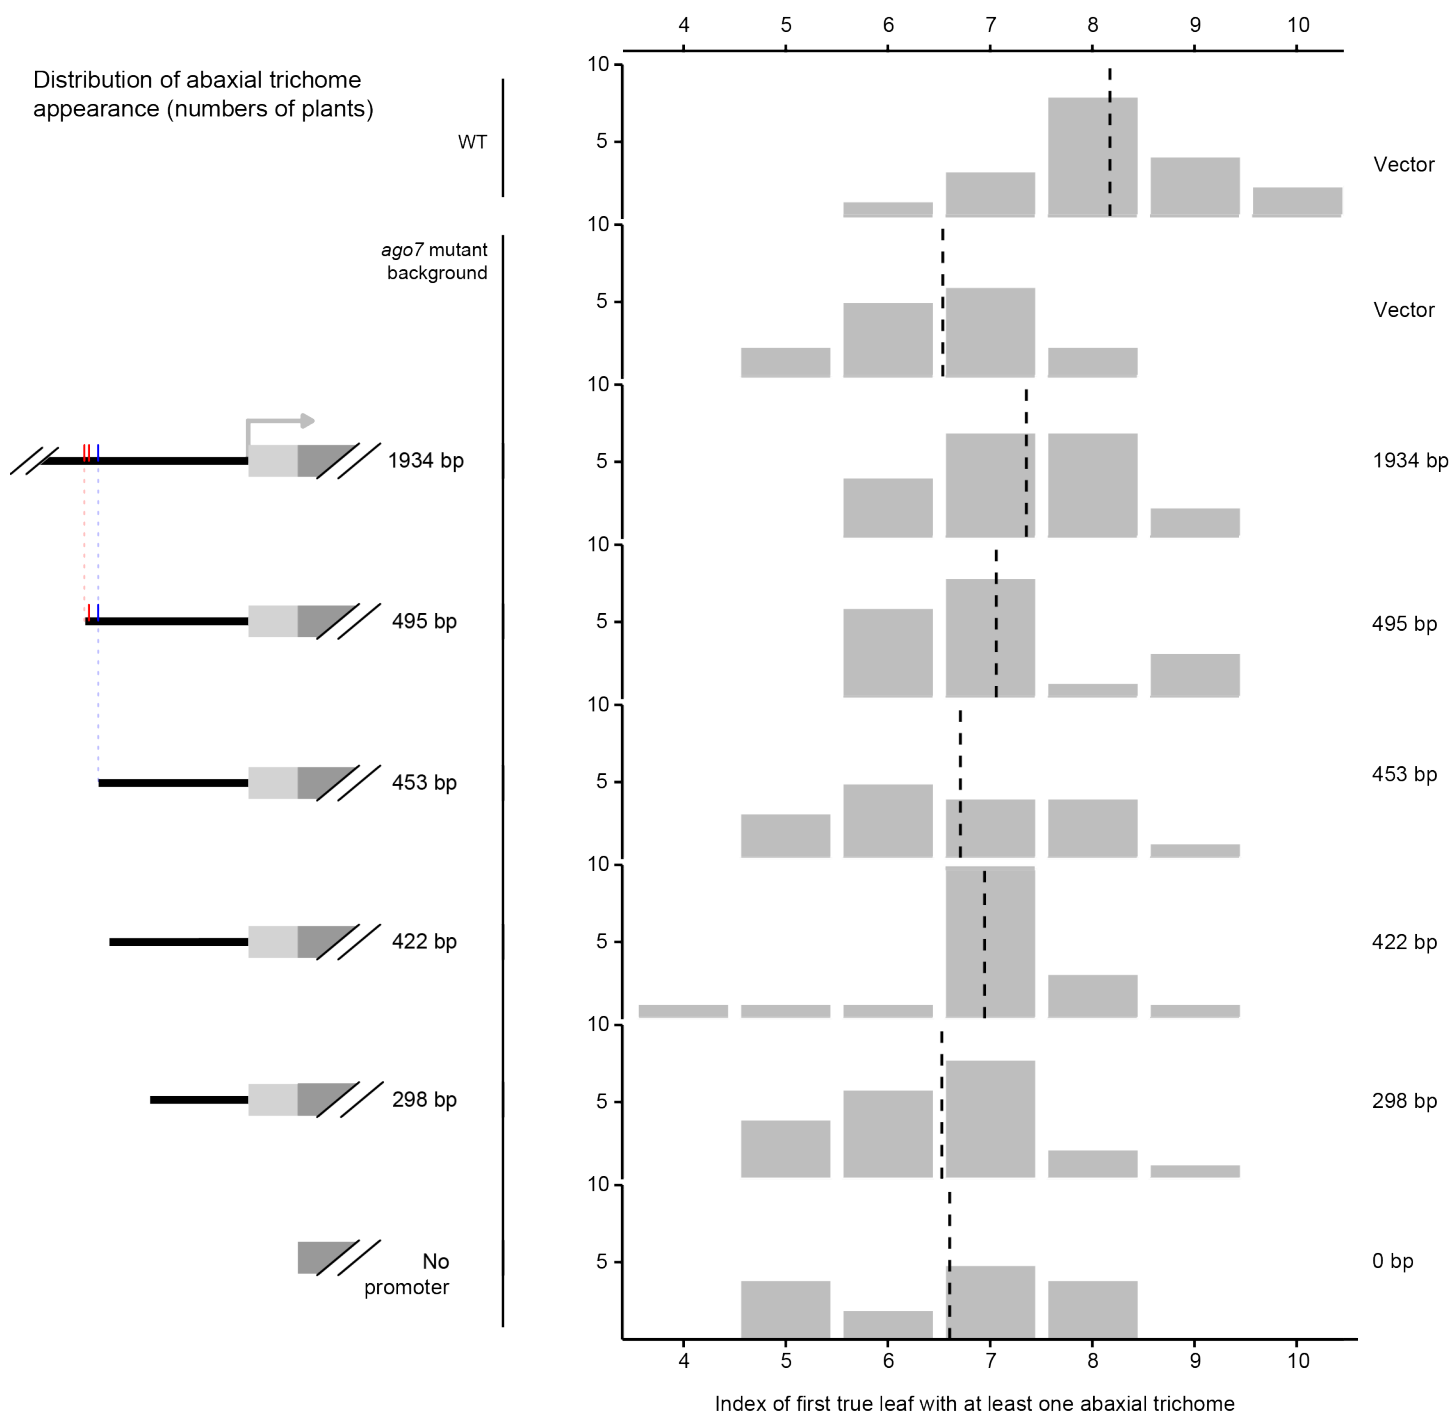 4 5 6 7 8 9 10
Distribution of abaxial trichome
appearance (numbers of plants)
10
WT
5
Vector
10
ago7 mutant
background
5
Vector
10
1934 bp
5
1934 bp
10
495 bp
5
495 bp
10
453 bp
5
453 bp
10
422 bp
5
422 bp
10
298 bp
5
298 bp
10
No
promoter
5
0 bp
4 5 6 7 8 9 10
Index of first true leaf with at least one abaxial trichome